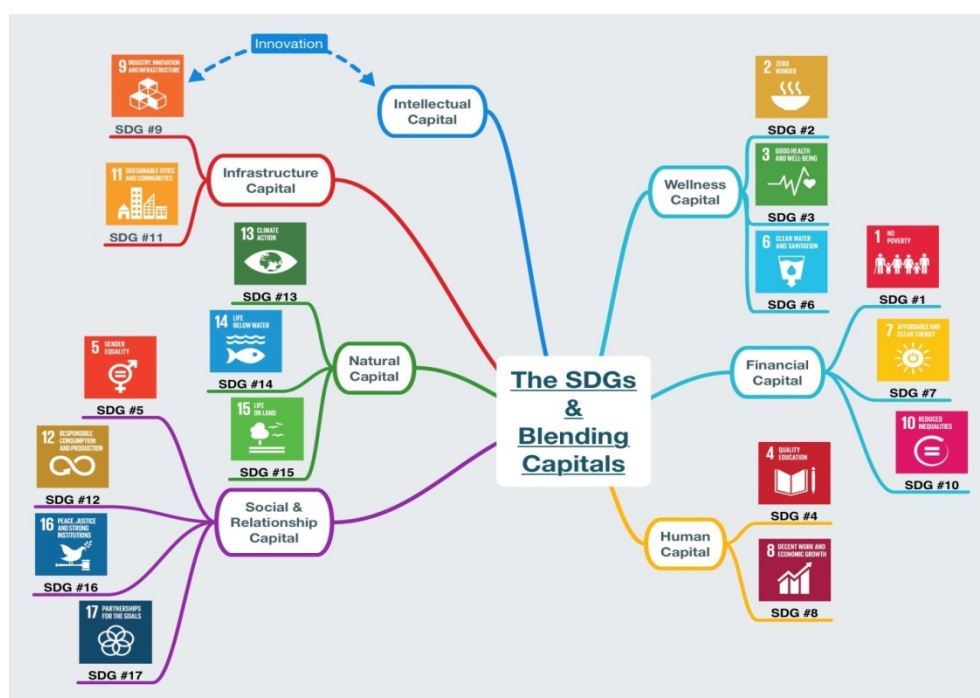 The SDGs
&
Blending
Capitals
Innovation
Intellectual
Capital
9 INDUSTRY, INNOVATION
AND INFRASTRUCTURE
SDG #9
11 SUSTAINABLE CITIES
AND COMMUNITIES
SDG #11
Infrastructure
Capital
13 CLIMATE
ACTION
SDG #13
14 LIFE
BELOW WATER
SDG #14
15 LIFE
ON LAND
SDG #15
Natural
Capital
5 GENDER
EQUALITY
SDG #5
12 RESPONSIBLE
CONSUMPTION
AND PRODUCTION
SDG #12
16 PEACE, JUSTICE
AND STRONG
INSTITUTIONS
SDG #16
17 PARTNERSHIPS
FOR THE GOALS
SDG #17
Social &
Relationship
Capital
2 ZERO
HUNGER
SDG #2
3 GOOD HEALTH
AND WELL-BEING
SDG #3
6 CLEAN WATER
AND SANITATION
SDG #6
Wellness
Capital
1 NO
POVERTY
SDG #1
7 AFFORDABLE AND
CLEAN ENERGY
SDG #7
10 REDUCED
INEQUALITIES
SDG #10
Financial
Capital
4 QUALITY
EDUCATION
SDG #4
8 DECENT WORK AND
ECONOMIC GROWTH
SDG #8
Human
Capital